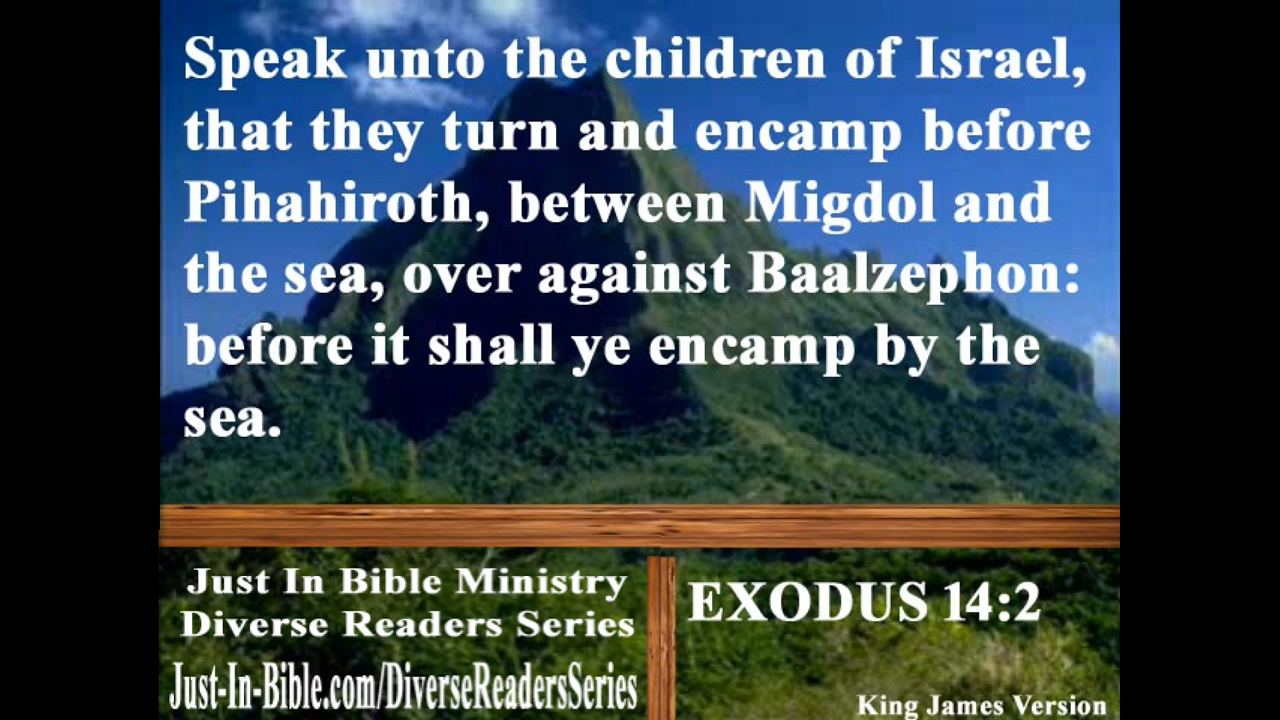 Speak unto the children of Israel,
that they turn and encamp before
Pihahiroth, between Migdol and
the sea, over against Baalzephon:
before it shall ye encamp by the
sea.
Just In Bible Ministry
Diverse Readers Series
Just-In-Bible.com/DiverseReadersSeries
EXODUS 14:2
King James Version